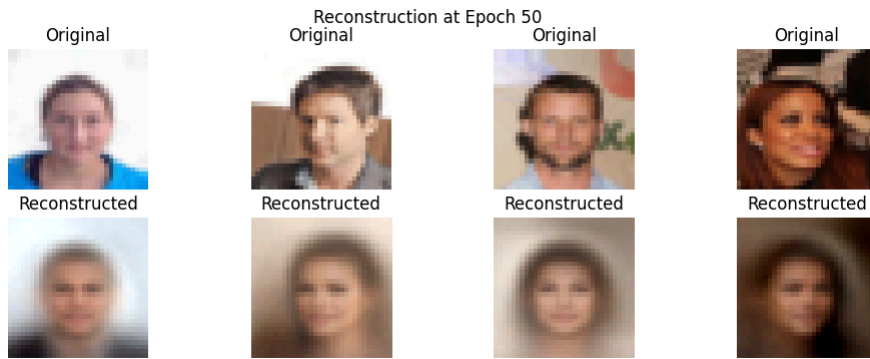 Reconstruction at Epoch 50
Original Original Original Original
Reconstructed Reconstructed Reconstructed Reconstructed